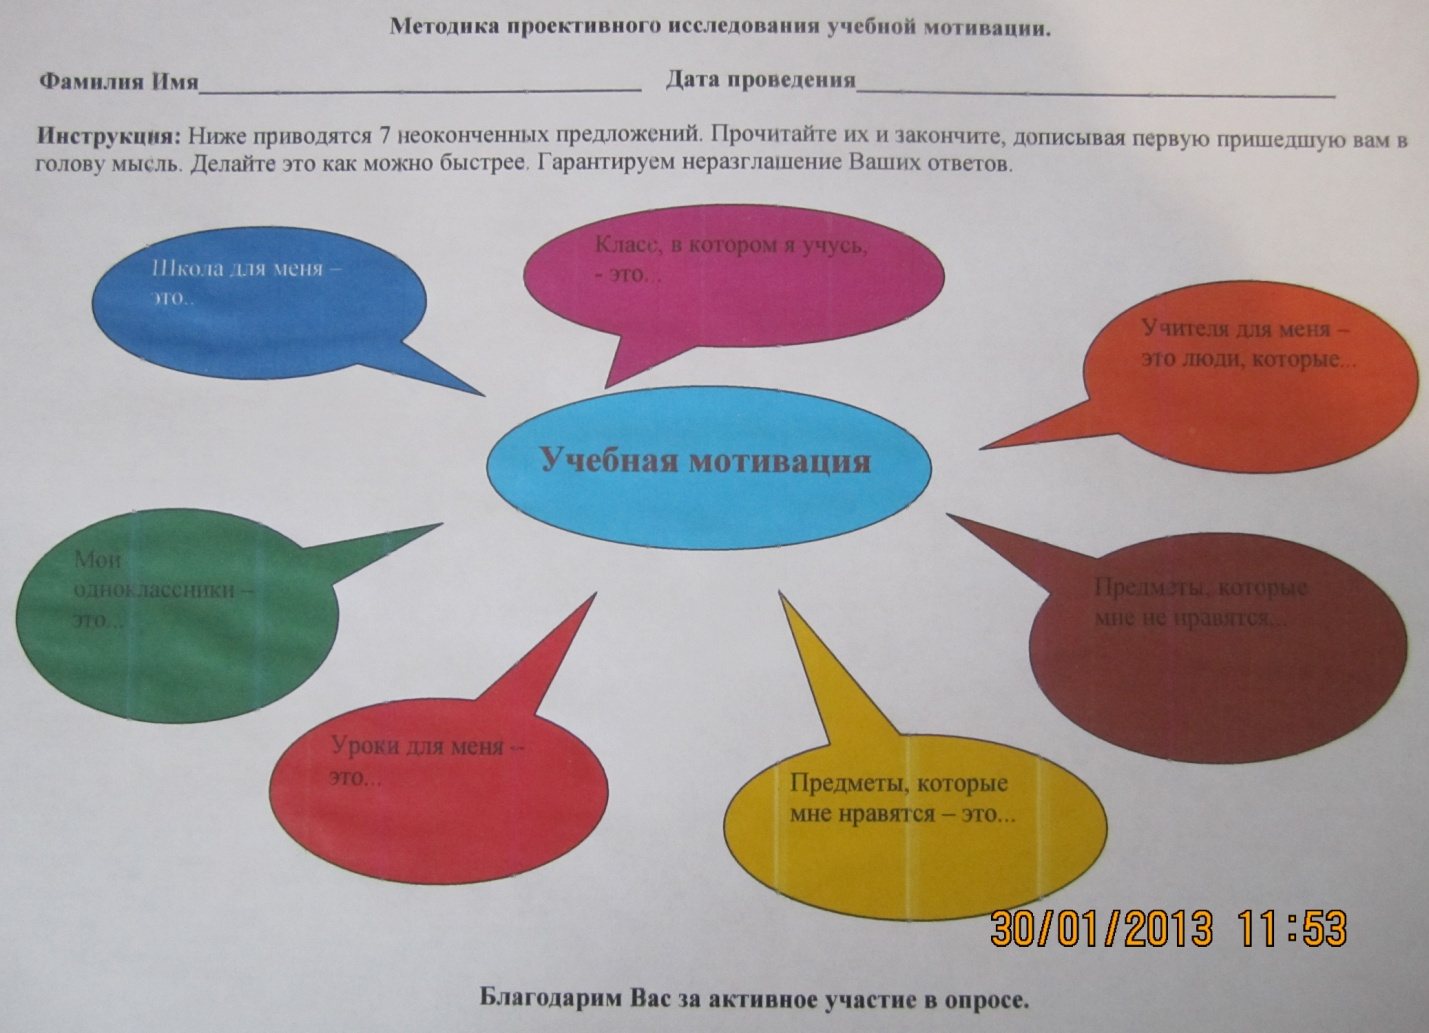 Методика проективного исследования учебной мотивации.
Фамилия Имя____________________ Дата проведения____________________
Инструкция: Ниже приводятся 7 неоконченных предложений. Прочитайте их и закончите, дописывая первую пришедшую вам в
голову мысль. Делайте это как можно быстрее. Гарантируем неразглашение Ваших ответов.
Школа для меня –
это..
Класс, в котором я учусь,
- это...
Учителя для меня –
это люди, которые...
Учебная мотивация
Мои
одноклассники –
это...
Предметы, которые
мне не нравятся...
Уроки для меня –
это...
Предметы, которые
мне нравятся – это...
30/01/2013 11:53
Благодарим Вас за активное участие в опросе.